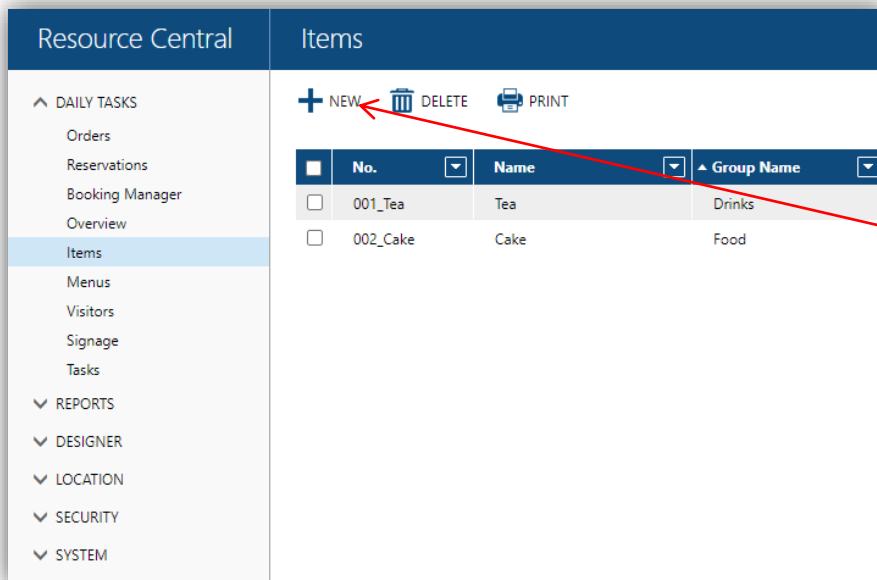 Resource Central
Items
DAILY TASKS
Orders
Reservations
Booking Manager
Overview
Items
Menus
Visitors
Signage
Tasks
REPORTS
DESIGNER
LOCATION
SECURITY
SYSTEM
NEW DELETE PRINT
No. Name Group Name
001_Tea Tea Drinks
002_Cake Cake Food